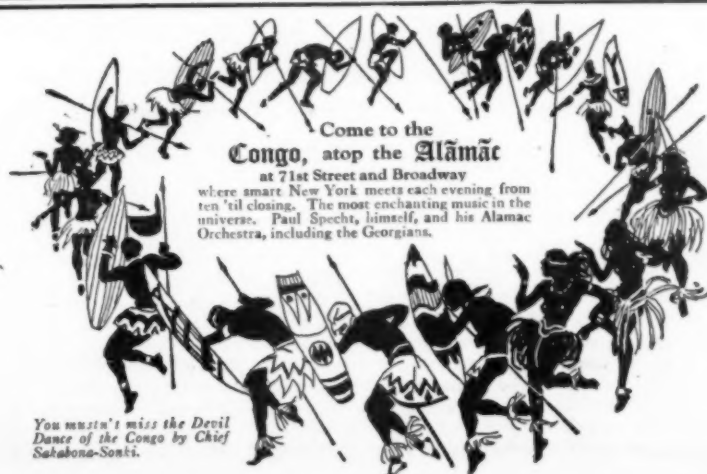 Come to the
Congo, atop the Alāmāc
at 71st Street and Broadway
where smart New York meets each evening from
ten 'til closing. The most enchanting music in the
universe. Paul Specht, himself, and his Alamac
Orchestra, including the Georgians.
You mustn't miss the Devil
Dance of the Congo by Chief
Sakabona-Sonki.